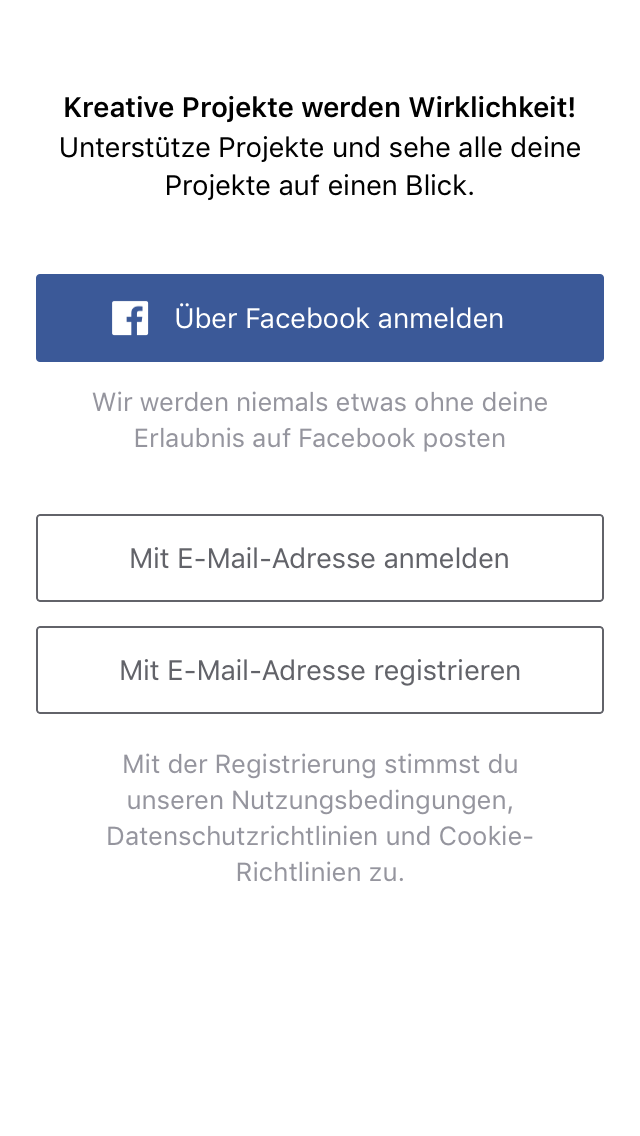 Kreative Projekte werden Wirklichkeit!
Unterstütze Projekte und sehe alle deine
Projekte auf einen Blick.
Über Facebook anmelden
Wir werden niemals etwas ohne deine
Erlaubnis auf Facebook posten
Mit E-Mail-Adresse anmelden
Mit E-Mail-Adresse registrieren
Mit der Registrierung stimmst du
unseren Nutzungsbedingungen,
Datenschutzrichtlinien und Cookie-
Richtlinien zu.